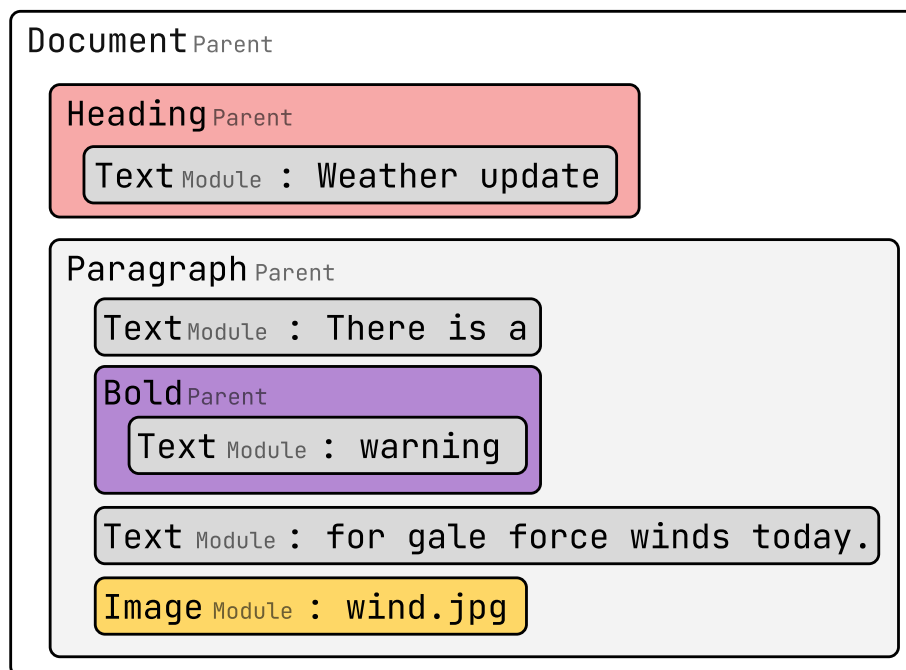 Document Parent
Heading Parent
Text Module : Weather update
Paragraph Parent
Text Module : There is a
Bold Parent
Text Module : warning
Text Module : for gale force winds today.
Image Module : wind.jpg